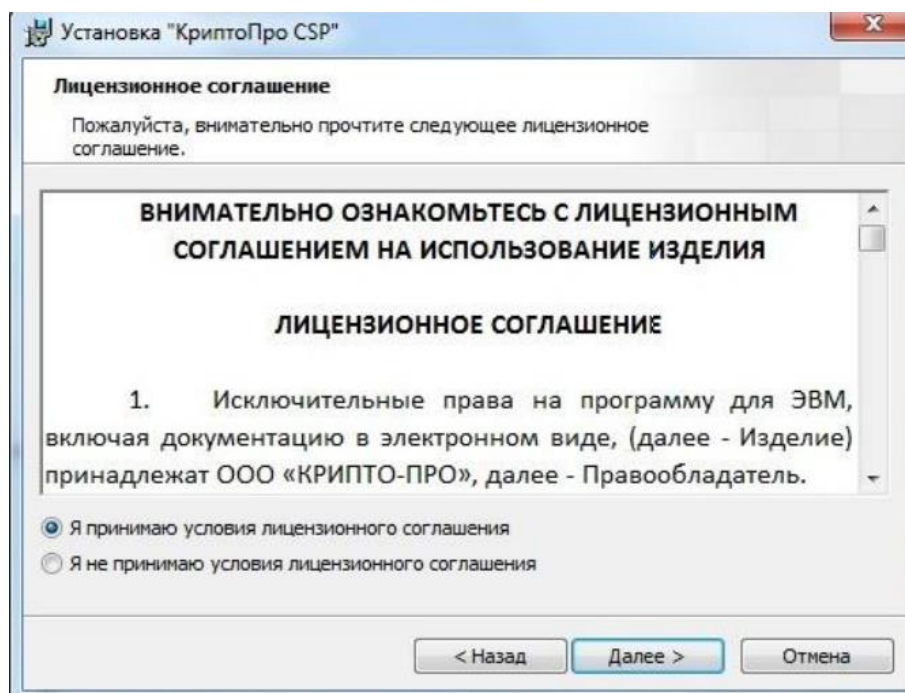 Установка "КриптоПро CSP"
Лицензионное соглашение
Пожалуйста, внимательно прочтите следующее лицензионное
соглашение.
ВНИМАТЕЛЬНО ОЗНАКОМЬТЕСЬ С ЛИЦЕНЗИОННЫМ
СОГЛАШЕНИЕМ НА ИСПОЛЬЗОВАНИЕ ИЗДЕЛИЯ
ЛИЦЕНЗИОННОЕ СОГЛАШЕНИЕ
1. Исключительные права на программу для ЭВМ,
включая документацию в электронном виде, (далее - Изделие)
принадлежат ООО «КРИПТО-ПРО», далее - Правообладатель.
Я принимаю условия лицензионного соглашения
Я не принимаю условия лицензионного соглашения
< Назад Далее > Отмена